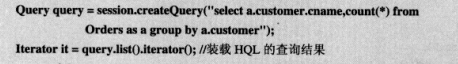 Query query = session.createQuery("select a.customer.cname,count(*) from
Orders as a group by a.customer");
Iterator it = query.list().iterator(); //装载 HQL 的查询结果